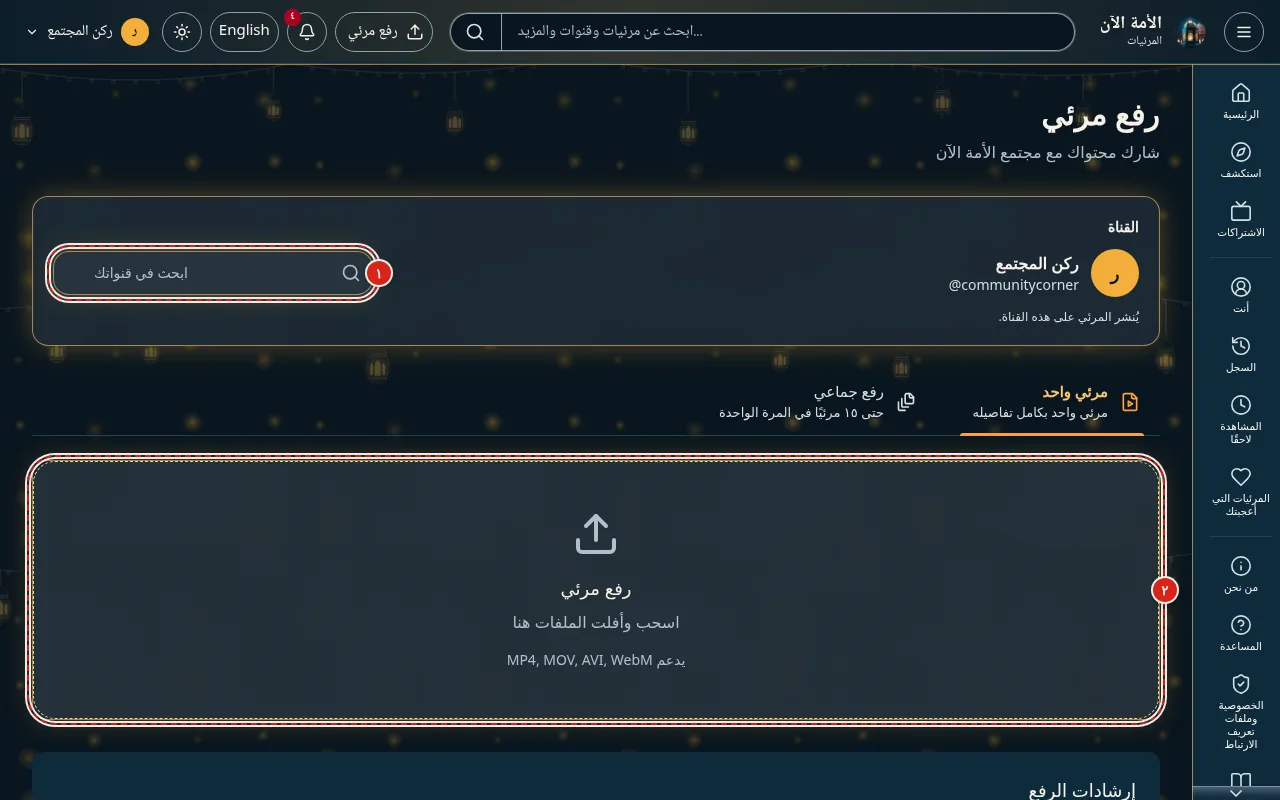 الأمة الآن
المرئيات
ابحث عن مرئيات وقنوات والمزيد...
رفع مرئي
٤
English
ر
ركن المجتمع
الرئيسية
استكشف
الاشتراكات
أنت
السجل
المشاهدة
لاحقًا
المرئيات التي
أعجبتك
من نحن
المساعدة
الخصوصية
وملفات
تعريف
الارتباط
رفع مرئي
شارك محتواك مع مجتمع الأمة الآن
القناة
ر
ركن المجتمع
@communitycorner
يُنشر المرئي على هذه القناة.
١
ابحث في قنواتك
مرئي واحد
مرئي واحد بكامل تفاصيله
رفع جماعي
حتى ١٥ مرئيًا في المرة الواحدة
٢
رفع مرئي
اسحب وأفلت الملفات هنا
يدعم MP4, MOV, AVI, WebM
إرشادات الرفع